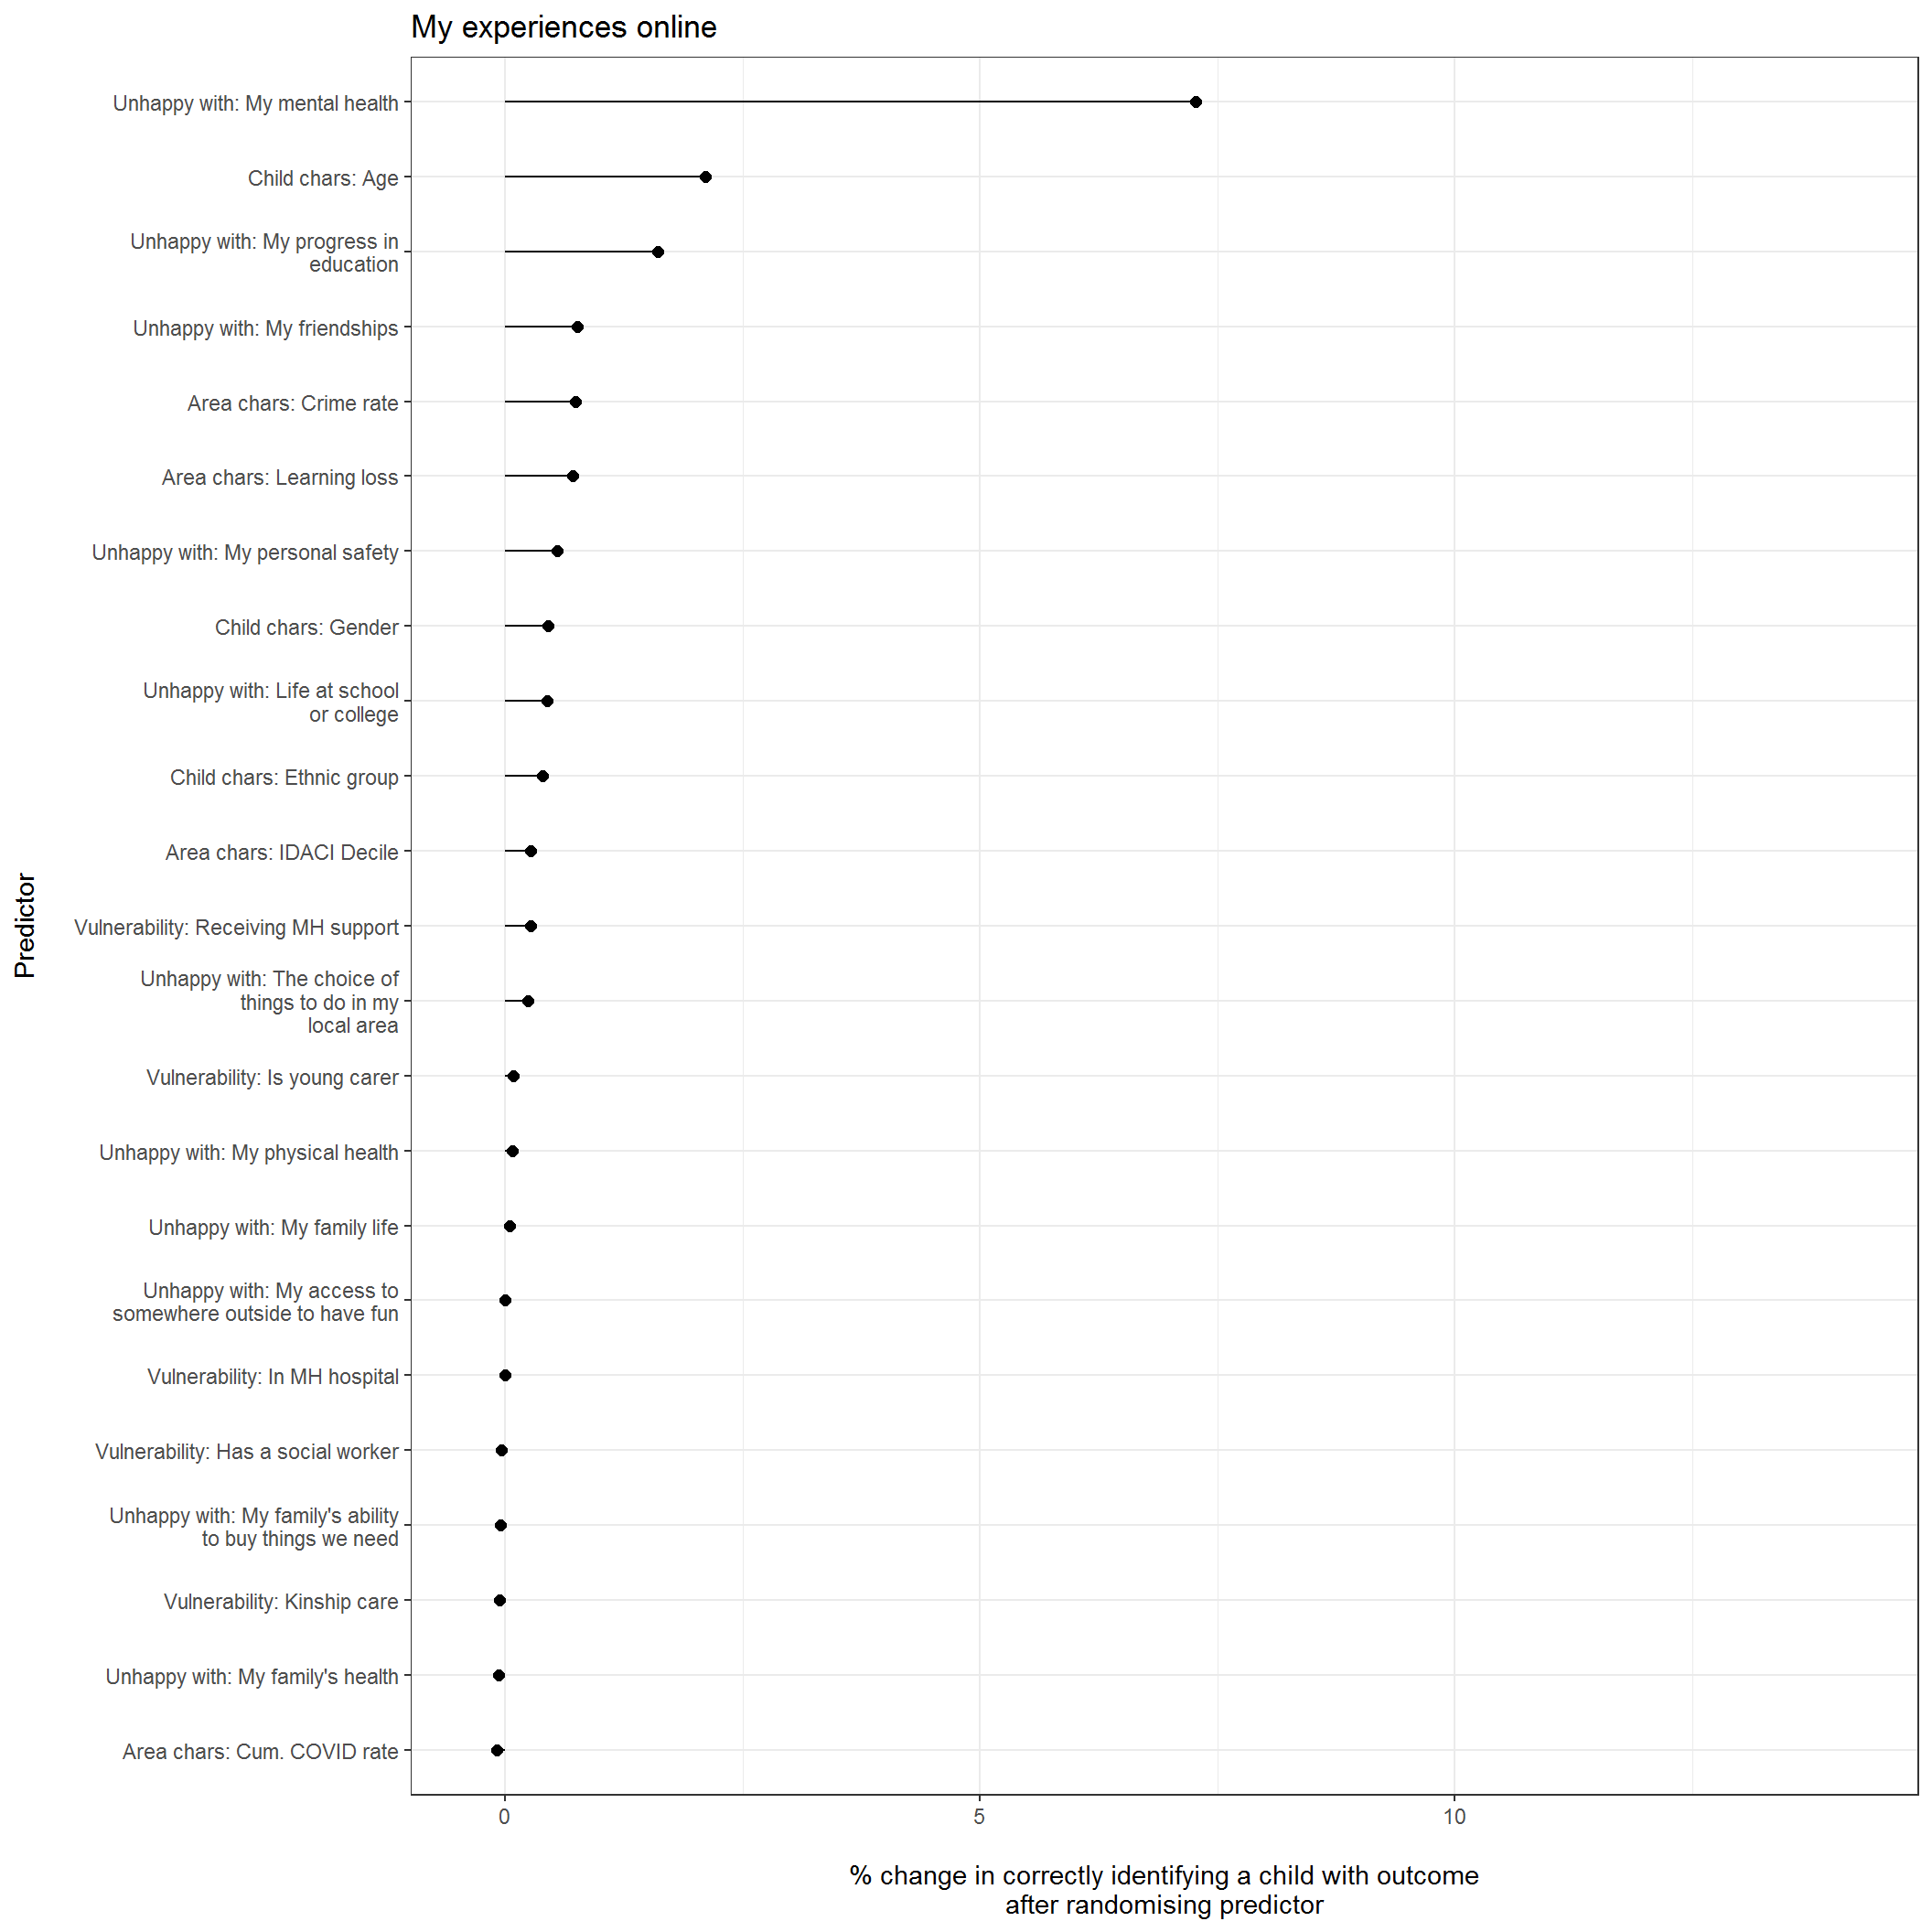 My experiences online
Unhappy with: My mental health
Child chars: Age
Unhappy with: My progress in
education
Unhappy with: My friendships
Area chars: Crime rate
Area chars: Learning loss
Unhappy with: My personal safety
Child chars: Gender
Unhappy with: Life at school
or college
Child chars: Ethnic group
Area chars: IDACI Decile
Vulnerability: Receiving MH support
Unhappy with: The choice of
things to do in my
local area
Vulnerability: Is young carer
Unhappy with: My physical health
Unhappy with: My family life
Unhappy with: My access to
somewhere outside to have fun
Vulnerability: In MH hospital
Vulnerability: Has a social worker
Unhappy with: My family's ability
to buy things we need
Vulnerability: Kinship care
Unhappy with: My family's health
Area chars: Cum. COVID rate
Predictor
0 5 10
% change in correctly identifying a child with outcome
after randomising predictor